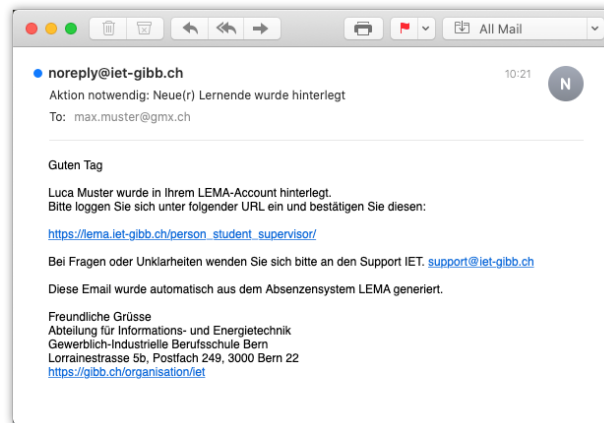 All Mail
noreply@iet-gibb.ch
10:21
N
Aktion notwendig: Neue(r) Lernende wurde hinterlegt
To: max.muster@gmx.ch
Guten Tag
Luca Muster wurde in Ihrem LEMA-Account hinterlegt.
Bitte loggen Sie sich unter folgender URL ein und bestätigen Sie diesen:
https://lema.iet-gibb.ch/person_student_supervisor/
Bei Fragen oder Unklarheiten wenden Sie sich bitte an den Support IET. support@iet-gibb.ch
Diese Email wurde automatisch aus dem Absenzensystem LEMA generiert.
Freundliche Grüsse
Abteilung für Informations- und Energietechnik
Gewerblich-Industrielle Berufsschule Bern
Lorrainestrasse 5b, Postfach 249, 3000 Bern 22
https://gibb.ch/organisation/iet